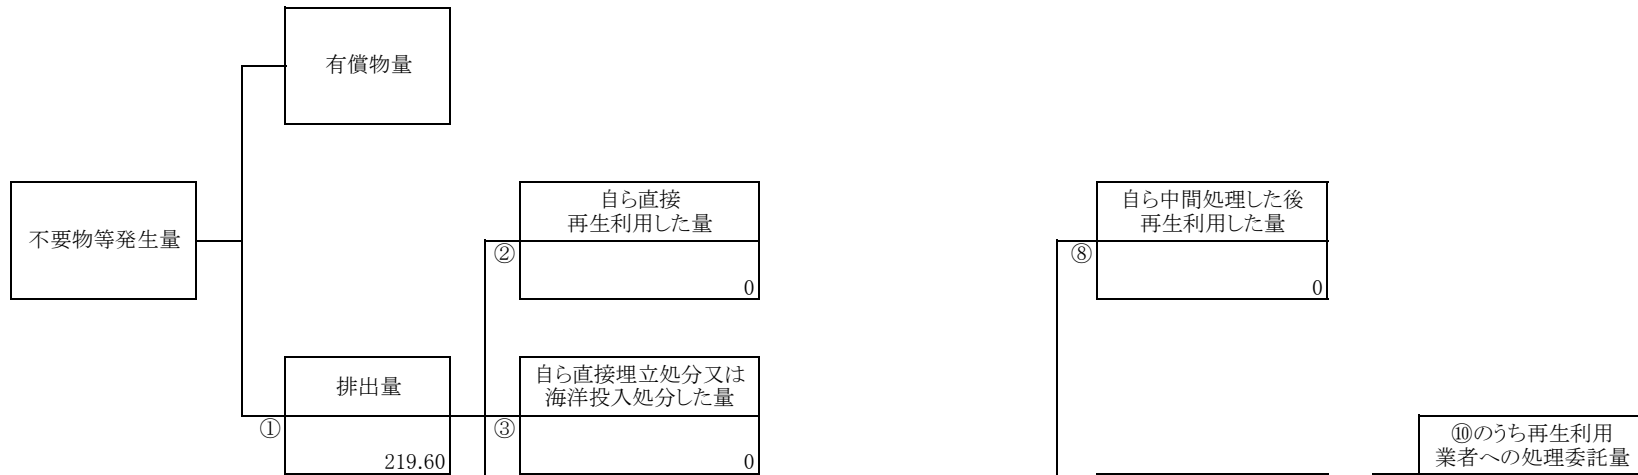 有償物量
不要物等発生量
自ら直接
再生利用した量
②
0
自ら中間処理した後
再生利用した量
⑧
0
排出量
①
219.60
自ら直接埋立処分又は
海洋投入処分した量
③
0
⑩のうち再生利用
業者への処理委託量